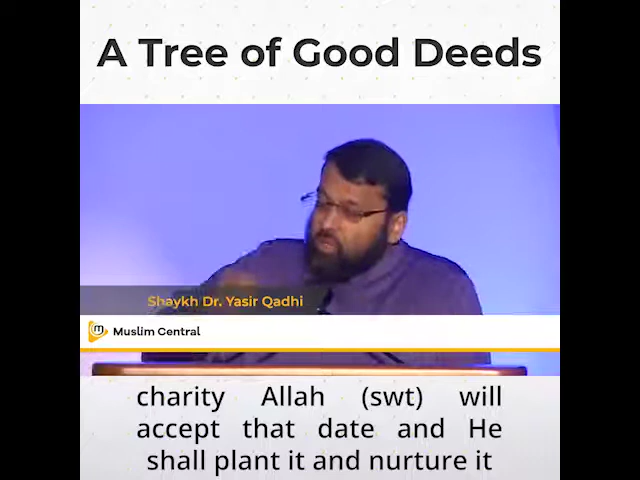 A Tree of Good Deeds
Shaykh Dr. Yasir Qadhi
m Muslim Central
charity Allah (swt) will
accept that date and He
shall plant it and nurture it